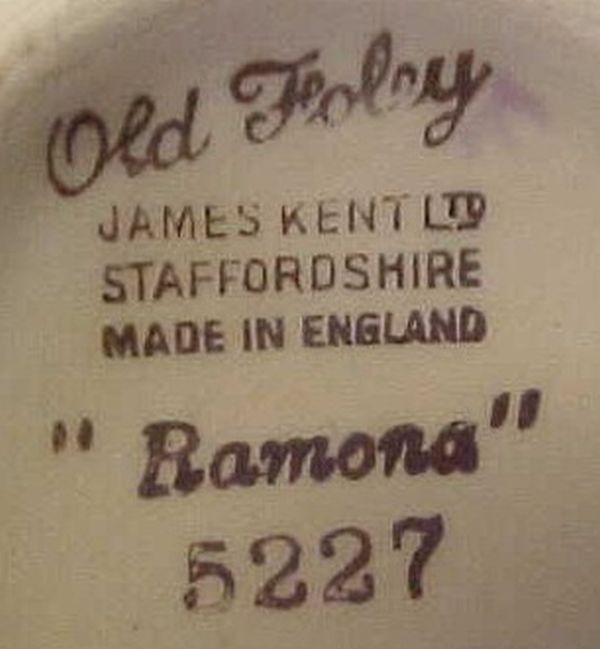 Old Foley
JAMES KENT LTD
STAFFORDSHIRE
MADE IN ENGLAND
"Ramona"
5227